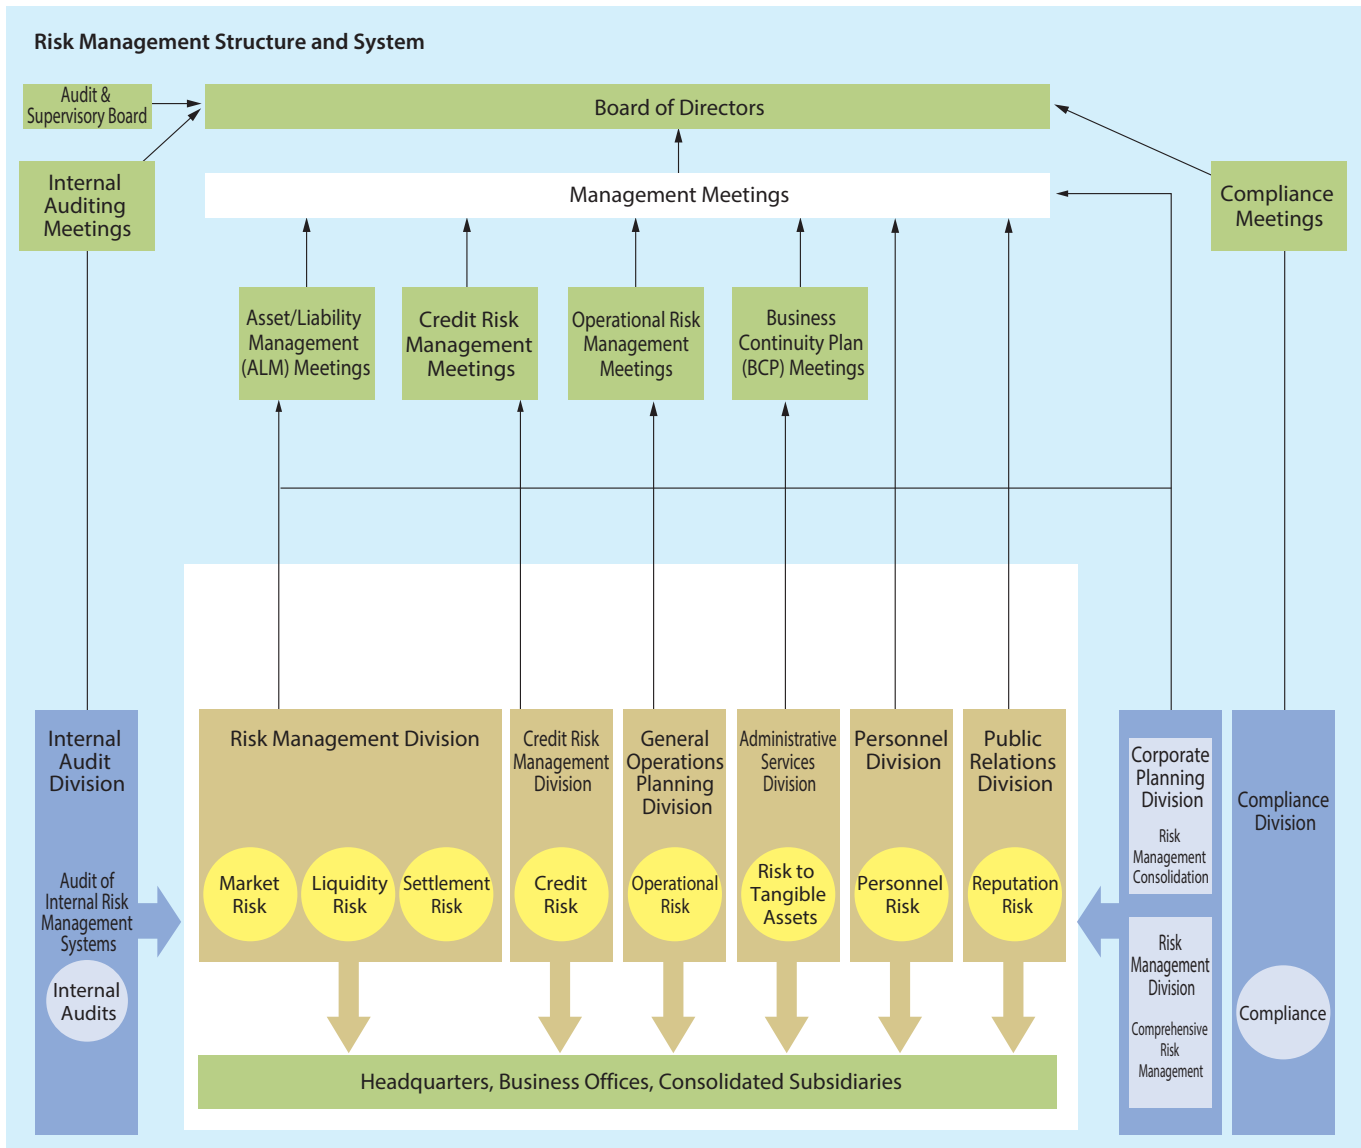 Risk Management Structure and System
Audit &
Supervisory Board
Board of Directors
Internal
Auditing
Meetings
Management Meetings
Compliance
Meetings
Asset/Liability
Management
(ALM) Meetings
Credit Risk
Management
Meetings
Operational Risk
Management
Meetings
Business
Continuity Plan
(BCP) Meetings
Internal
Audit
Division
Audit of
Internal Risk
Management
Systems
Internal
Audits
Risk Management Division
Market
Risk
Liquidity
Risk
Settlement
Risk
Credit Risk
Management
Division
Credit
Risk
General
Operations
Planning
Division
Operational
Risk
Administrative
Services
Division
Risk to
Tangible
Assets
Personnel
Division
Personnel
Risk
Public
Relations
Division
Reputation
Risk
Corporate
Planning
Division
Risk
Management
Consolidation
Risk
Management
Division
Comprehensive
Risk
Management
Compliance
Division
Compliance
Headquarters, Business Offices, Consolidated Subsidiaries